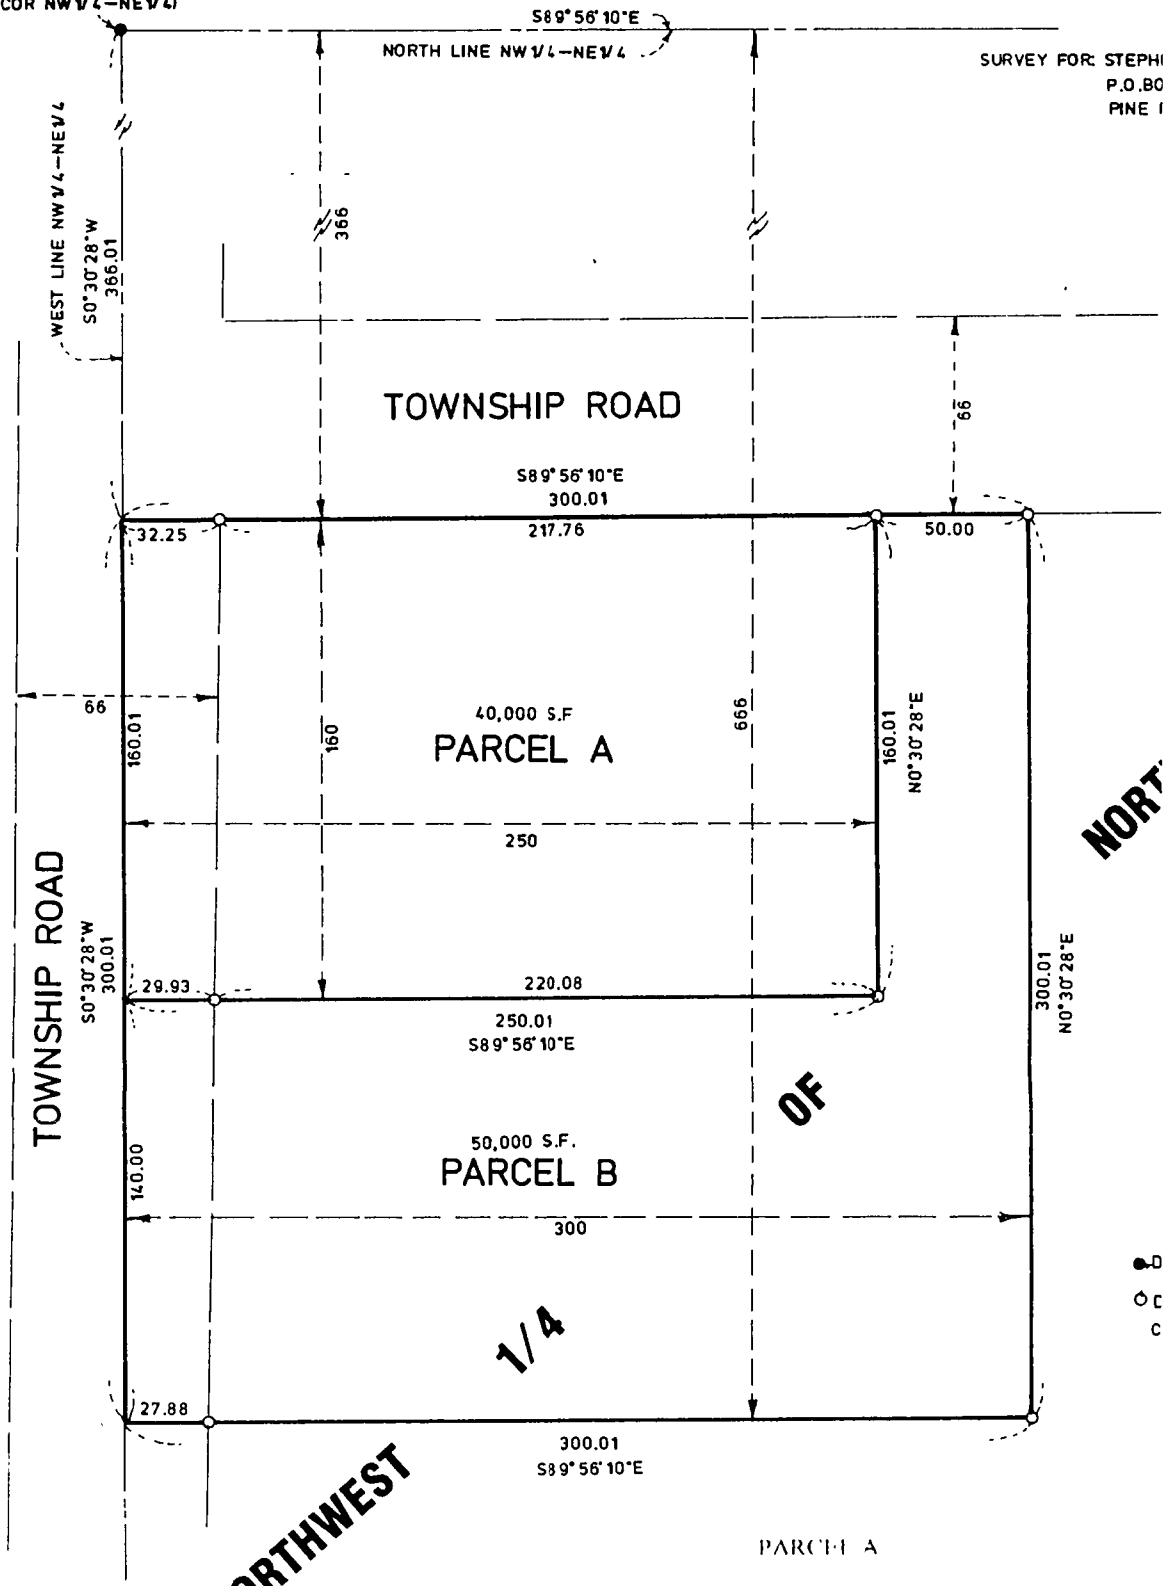 COR NW1/4–NE1/4)
S89°56'10"E
NORTH LINE NW1/4–NE1/4
SURVEY FOR: STEPH
P.O.BO
PINE
WEST LINE NW1/4–NE1/4
S0°30'28"W
366.01
366
66
TOWNSHIP ROAD
S89°56'10"E
300.01
32.25
217.76
50.00
66
160.01
160
40,000 S.F
PARCEL A
666
160.01
N0°30'28"E
250
NORT
TOWNSHIP ROAD
S0°30'28"W
300.01
29.93
220.08
250.01
S89°56'10"E
300.01
N0°30'28"E
OF
140.00
50,000 S.F.
PARCEL B
300
1/4
27.88
300.01
S89°56'10"E
ORTHWEST
PARCEL A